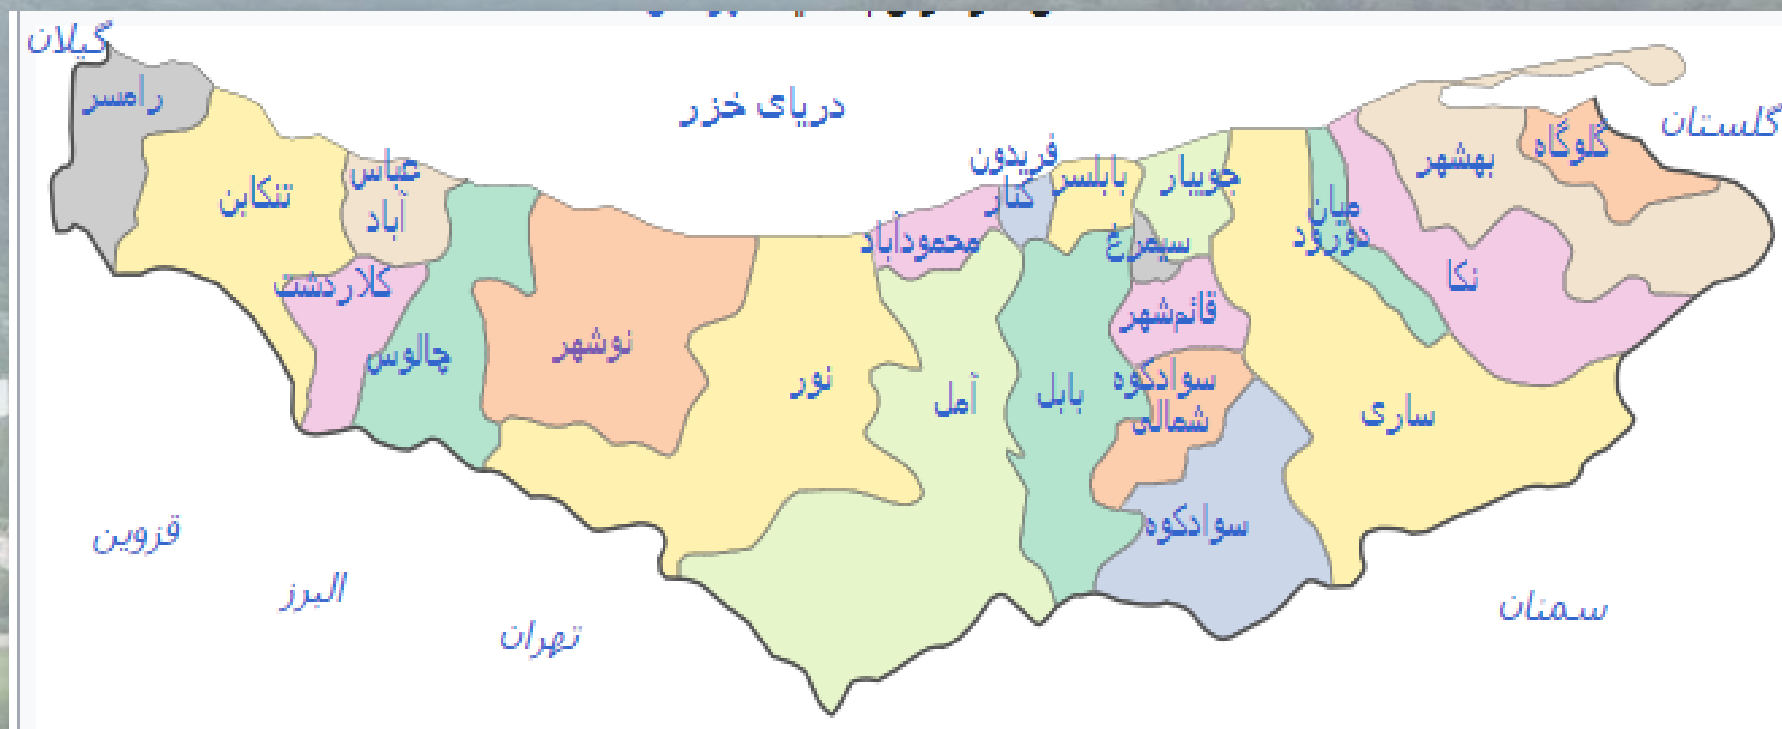 گیلان
رامسر
تنکابن
عباس
آباد
کلاردشت
چالوس
نوشهر
نور
دریای خزر
محمودآباد
آمل
فریدون
کنار
بابلسر
بابل
جویبار
سیمرغ
قائم‌شهر
سوادکوه
شمالی
سوادکوه
ساری
میان
دورود
نکا
بهشهر
گلوگاه
گلستان
قزوین
البرز
تهران
سمنان